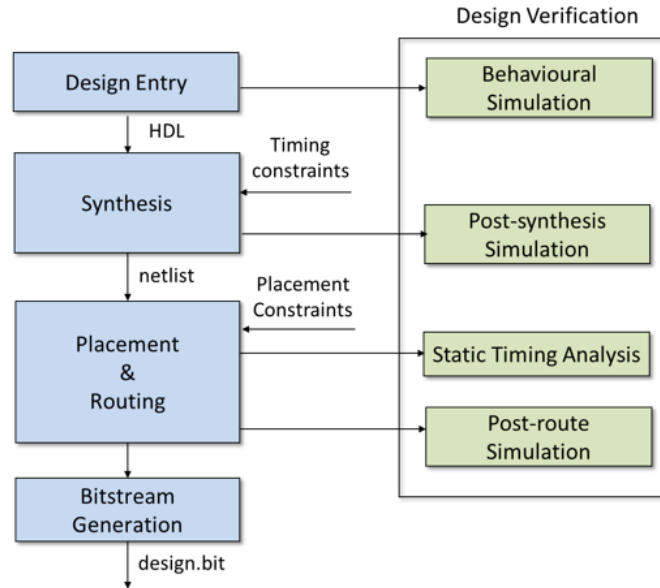 Design Verification
Design Entry
Behavioural
Simulation
HDL
Timing
constraints
Synthesis
Post-synthesis
Simulation
netlist
Placement
Constraints
Placement
&
Routing
Static Timing Analysis
Post-route
Simulation
Bitstream
Generation
design.bit